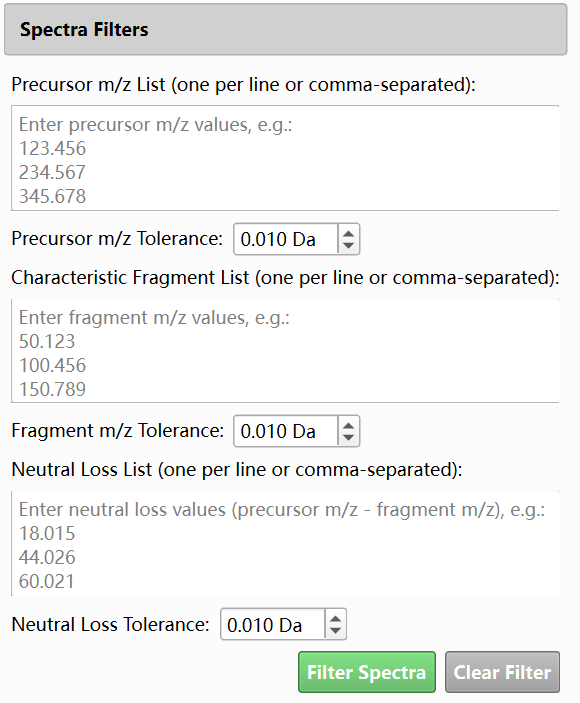 Spectra Filters
Precursor m/z List (one per line or comma-separated):
Enter precursor m/z values, e.g.:
123.456
234.567
345.678
Precursor m/z Tolerance: 0.010 Da
Characteristic Fragment List (one per line or comma-separated):
Enter fragment m/z values, e.g.:
50.123
100.456
150.789
Fragment m/z Tolerance: 0.010 Da
Neutral Loss List (one per line or comma-separated):
Enter neutral loss values (precursor m/z - fragment m/z), e.g.:
18.015
44.026
60.021
Neutral Loss Tolerance: 0.010 Da
Filter Spectra Clear Filter